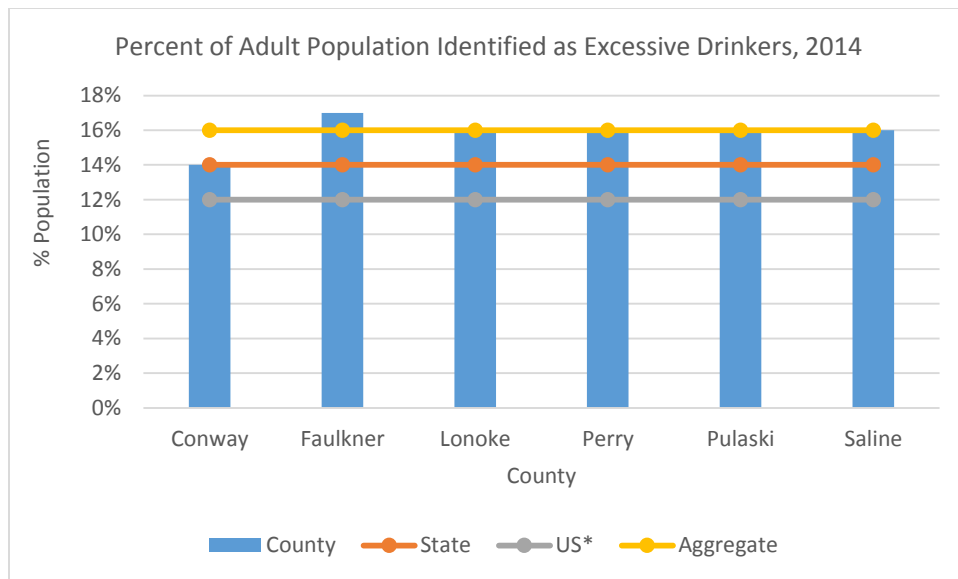 Percent of Adult Population Identified as Excessive Drinkers, 2014
18%
16%
14%
12%
10%
8%
6%
4%
2%
0%
% Population
Conway Faulkner Lonoke Perry Pulaski Saline
County
County State US* Aggregate